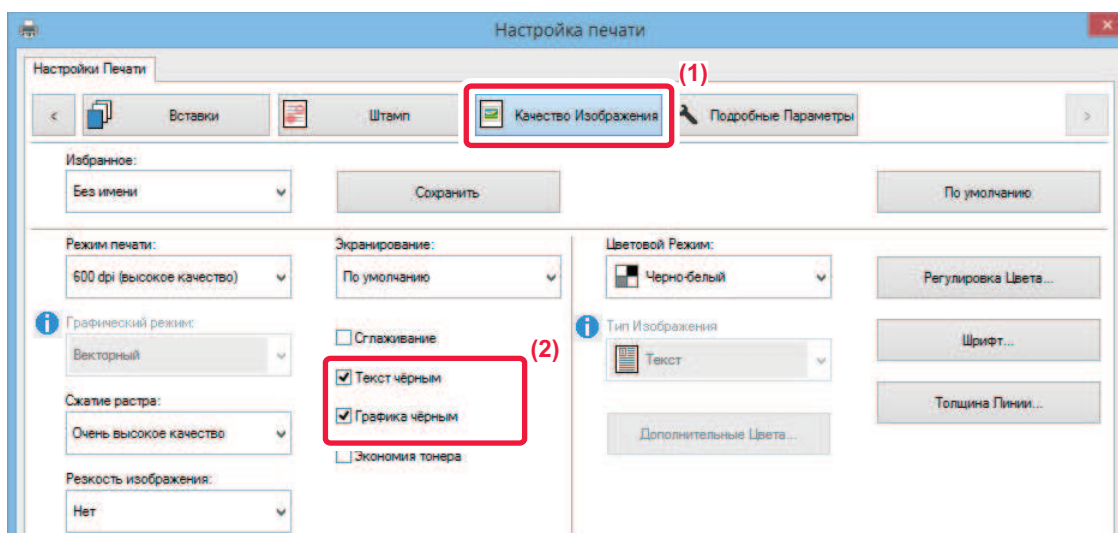 Настройка печати
Настройки Печати
(1)
< Вставки Штамп Качество Изображения Подробные Параметры >
Избранное:
Без имени Сохранить По умолчанию
Режим печати: Экранирование: Цветовой Режим:
600 dpi (высокое качество) По умолчанию Черно-белый Регулировка Цвета...
Графический режим: Сглаживание Тип Изображения
Векторный (2) Текст Шрифт...
Текст чёрным
Сжатие растра: Графика чёрным Толщина Линии...
Очень высокое качество Дополнительные Цвета...
Экономия тонера
Резкость изображения:
Нет